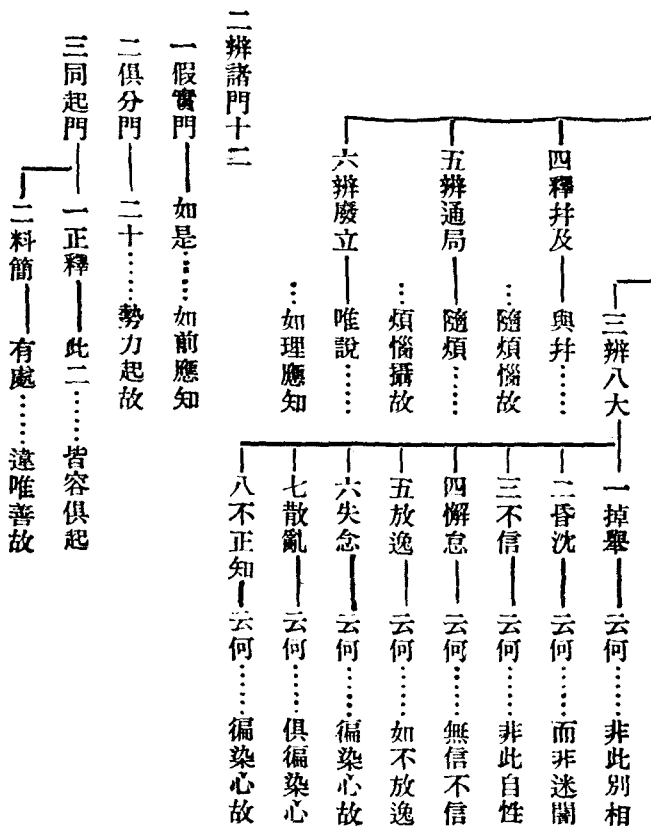 三辨八大
一掉舉 云何……非此別相
二昏沈 云何……而非迷闇
三不信 云何……非此自性
四懈怠 云何……無信不信
五放逸 云何……如不放逸
六失念 云何……徧染心故
七散亂 云何……俱徧染心
八不正知 云何……徧染心故
四釋幷及 與幷……
…隨煩惱故
五辨通局 隨煩……
…煩惱攝故
六辨廢立 唯說……
…如理應知
二辨諸門十二
一假實門 如是……如前應知
二俱分門 二十……勢力起故
三同起門 一正釋 此二……皆容俱起
二料簡 有處……違唯善故